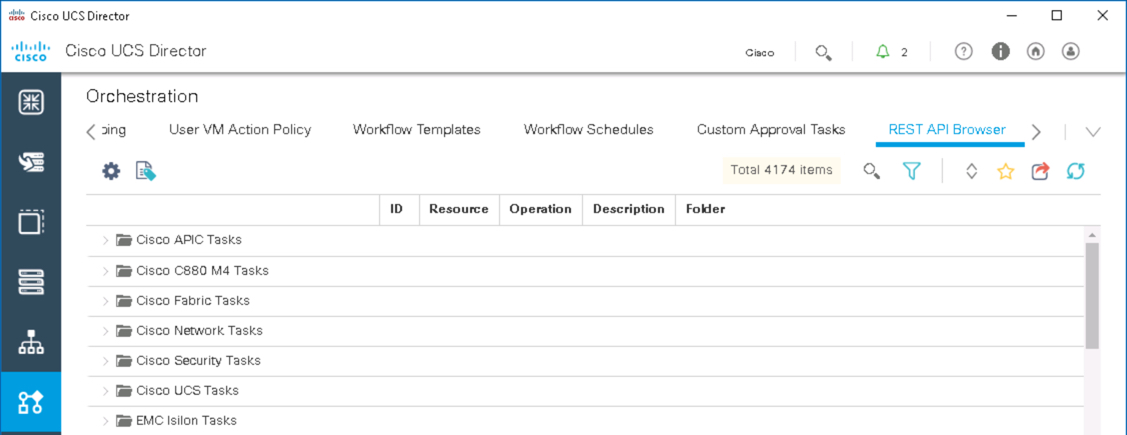 Cisco UCS Director
CISCO Cisco UCS Director Cisco 2
Orchestration
ping User VM Action Policy Workflow Templates Workflow Schedules Custom Approval Tasks REST API Browser
Total 4174 items
ID Resource Operation Description Folder
Cisco APIC Tasks
Cisco C880 M4 Tasks
Cisco Fabric Tasks
Cisco Network Tasks
Cisco Security Tasks
Cisco UCS Tasks
EMC Isilon Tasks